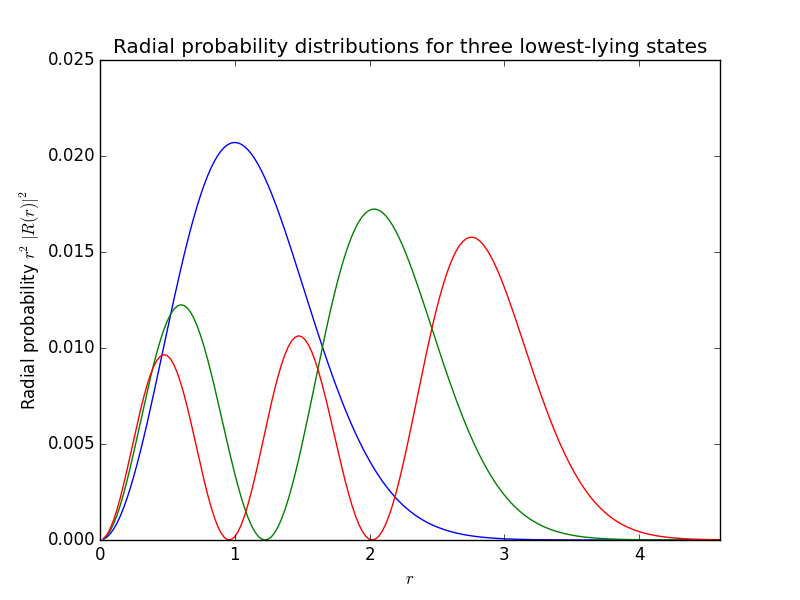 Radial probability distributions for three lowest-lying states
0.025
0.020
0.015
0.010
0.005
0.000
Radial probability r² |R(r)|²
0 1 2 3 4
r